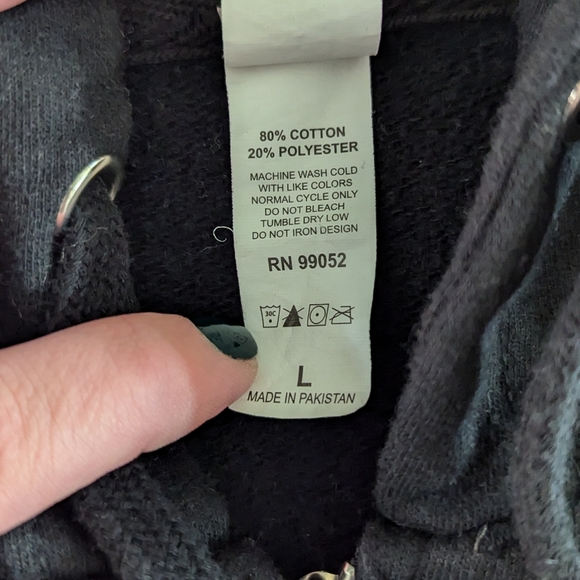 80% COTTON
20% POLYESTER
MACHINE WASH COLD
WITH LIKE COLORS
NORMAL CYCLE ONLY
DO NOT BLEACH
TUMBLE DRY LOW
DO NOT IRON DESIGN
RN 99052
30C
L
MADE IN PAKISTAN